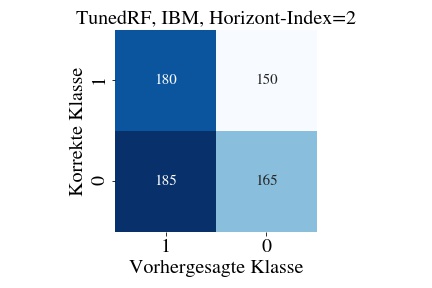 TunedRF, IBM, Horizont-Index=2
Korrekte Klasse
1
180
150
0
185
165
1
0
Vorhergesagte Klasse